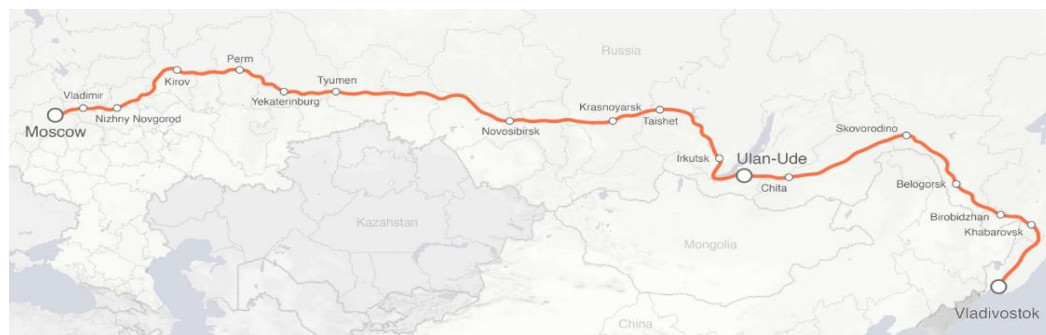 Russia
Perm
Kirov
Tyumen
Vladimir
Yekaterinburg
Nizhny Novgorod
Moscow
Krasnoyarsk
Taishet
Novosibirsk
Skovorodino
Irkutsk
Ulan-Ude
Chita
Belogorsk
Birobidzhan
Khabarovsk
Kazahstan
Mongolia
Vladivostok
China